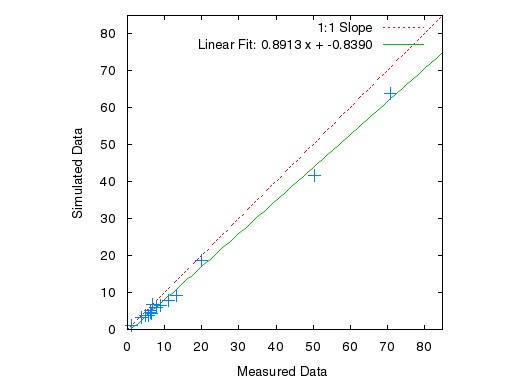 1:1 Slope
Linear Fit: 0.8913 x + -0.8390
80
70
60
50
40
30
20
10
0
Simulated Data
0 10 20 30 40 50 60 70 80
Measured Data